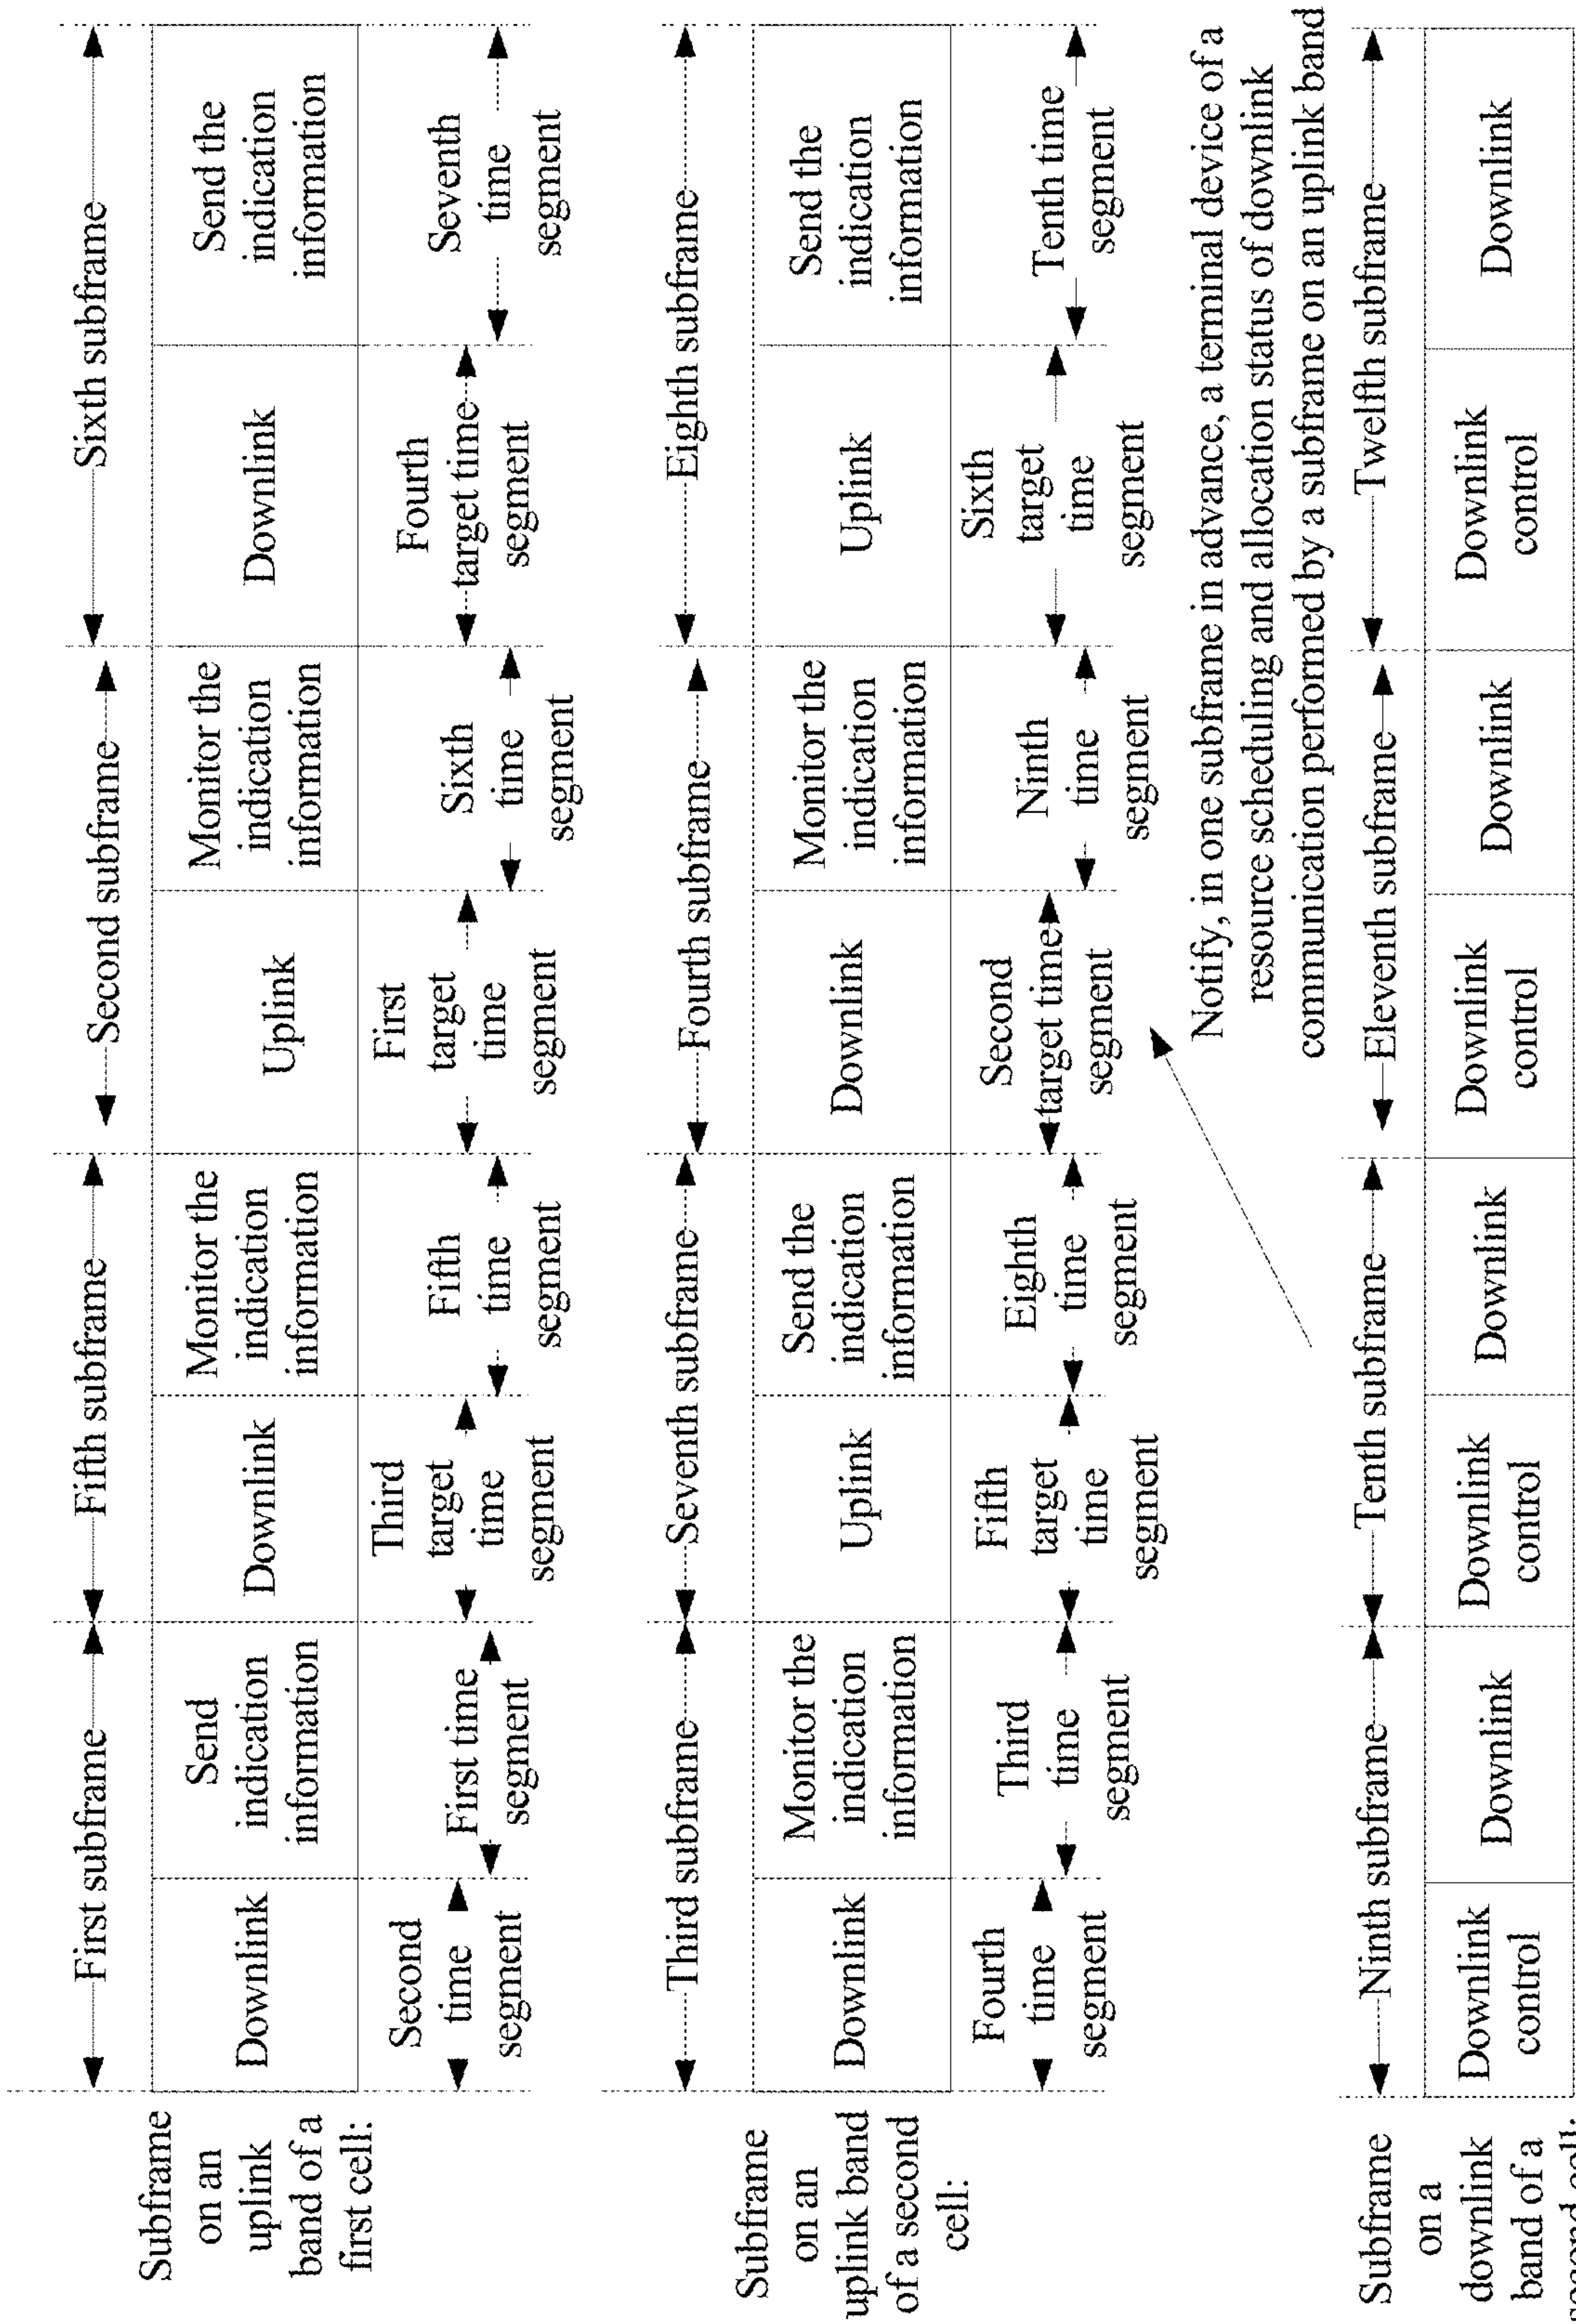 Subframe
on an
uplink
band of a
first cell:
First subframe
Fifth subframe
Second subframe
Sixth subframe
Downlink
Send
indication
information
Downlink
Monitor the
indication
information
Uplink
Monitor the
indication
information
Downlink
Send the
indication
information
Second
time
segment
First time
segment
Third
target
time
segment
Fifth
time
segment
First
target
time
segment
Sixth
time
segment
Fourth
target time
segment
Seventh
time
segment
Subframe
on an
uplink band
of a second
cell:
Third subframe
Seventh subframe
Fourth subframe
Eighth subframe
Downlink
Monitor the
indication
information
Uplink
Send the
indication
information
Downlink
Monitor the
indication
information
Uplink
Send the
indication
information
Fourth
time
segment
Third
time
segment
Fifth
target
time
segment
Eighth
time
segment
Second
target time
segment
Ninth
time
segment
Sixth
target
time
segment
Tenth time
segment
Notify, in one subframe in advance, a terminal device of a
resource scheduling and allocation status of downlink
communication performed by a subframe on an uplink band
Subframe
on a
downlink
band of a
second cell:
Ninth subframe
Tenth subframe
Eleventh subframe
Twelfth subframe
Downlink
control
Downlink
Downlink
control
Downlink
Downlink
control
Downlink
Downlink
control
Downlink